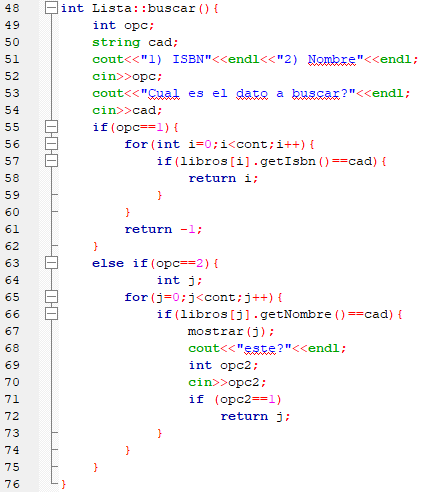 48 int Lista::buscar(){
49     int opc;
50     string cad;
51     cout<<"1) ISBN"<<endl<<"2) Nombre"<<endl;
52     cin>>opc;
53     cout<<"Cual es el dato a buscar?"<<endl;
54     cin>>cad;
55     if(opc==1){
56         for(int i=0;i<cont;i++){
57             if(libros[i].getIsbn()==cad){
58                 return i;
59             }
60         }
61         return -1;
62     }
63     else if(opc==2){
64             int j;
65         for(j=0;j<cont;j++){
66             if(libros[j].getNombre()==cad){
67                 mostrar(j);
68                 cout<<"este?"<<endl;
69                 int opc2;
70                 cin>>opc2;
71                 if (opc2==1)
72                     return j;
73             }
74         }
75     }
76 }